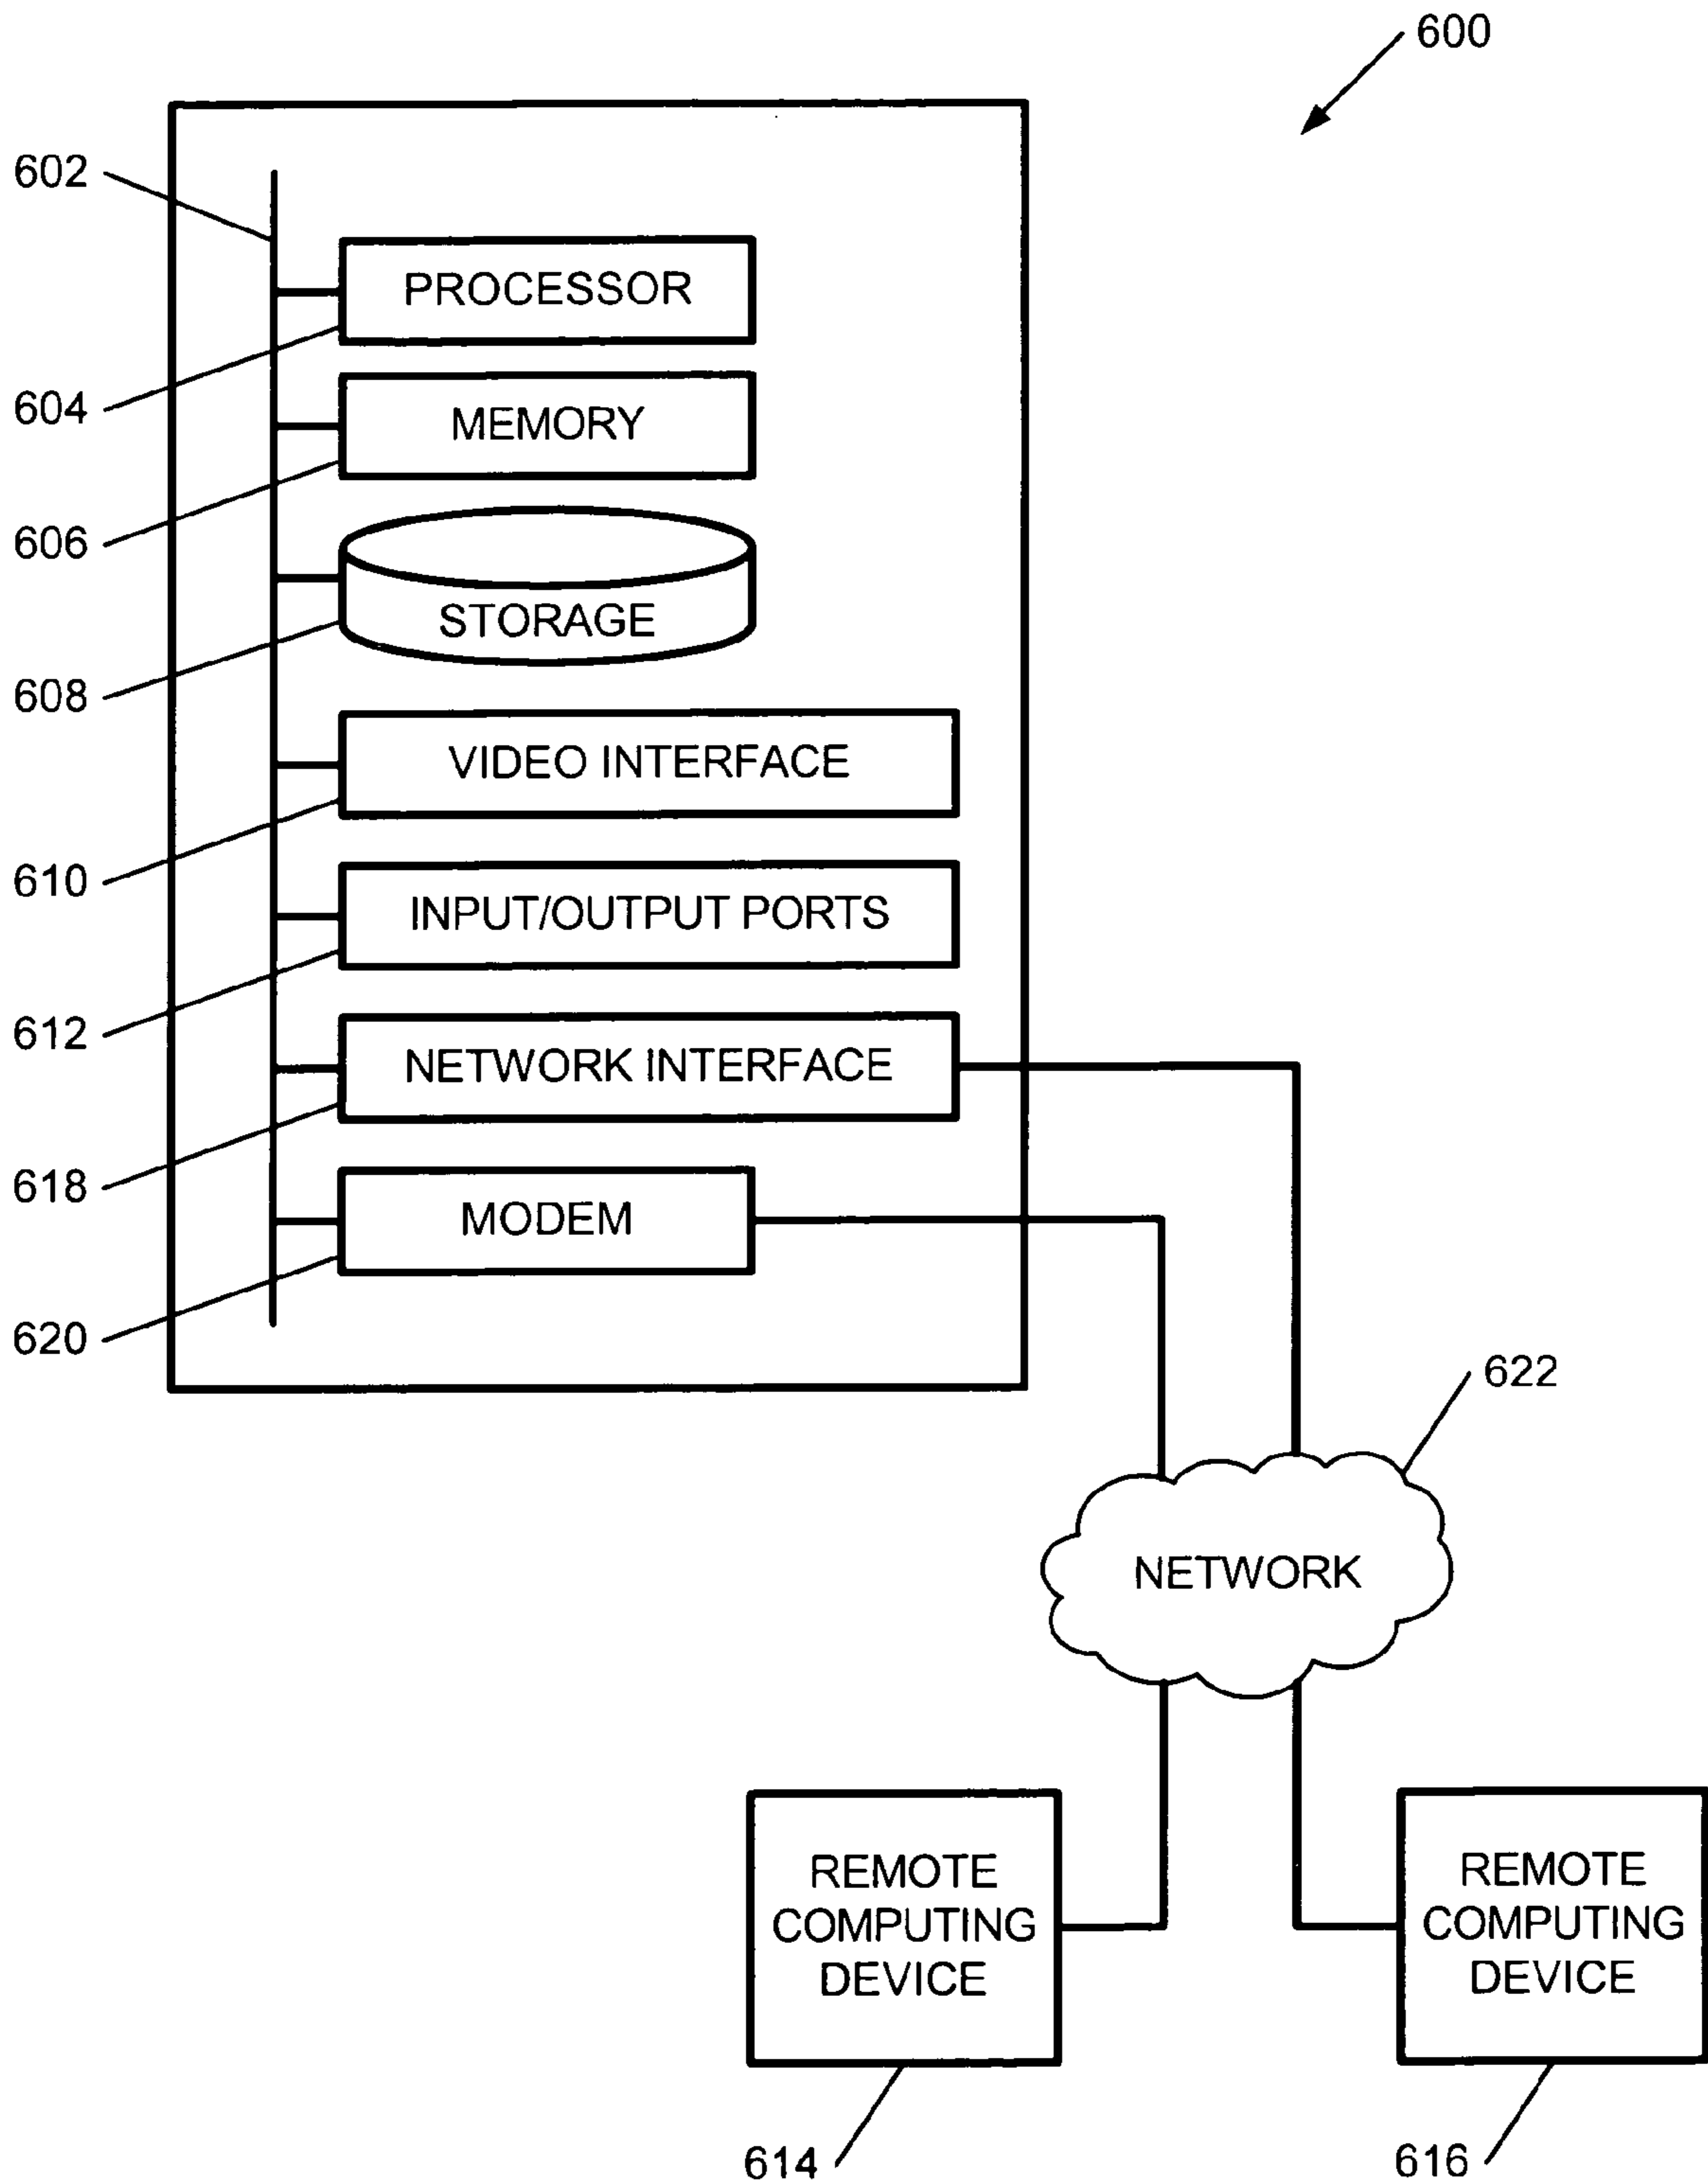 600
602
PROCESSOR
604
MEMORY
606
STORAGE
608
VIDEO INTERFACE
610
INPUT/OUTPUT PORTS
612
NETWORK INTERFACE
618
MODEM
620
622
NETWORK
REMOTE
COMPUTING
DEVICE
REMOTE
COMPUTING
DEVICE
614
616